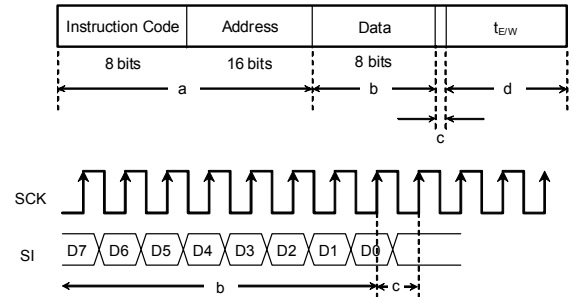 Instruction Code Address Data tE/W
8 bits 16 bits 8 bits
a b d
c
SCK
SI D7 D6 D5 D4 D3 D2 D1 D0
b c